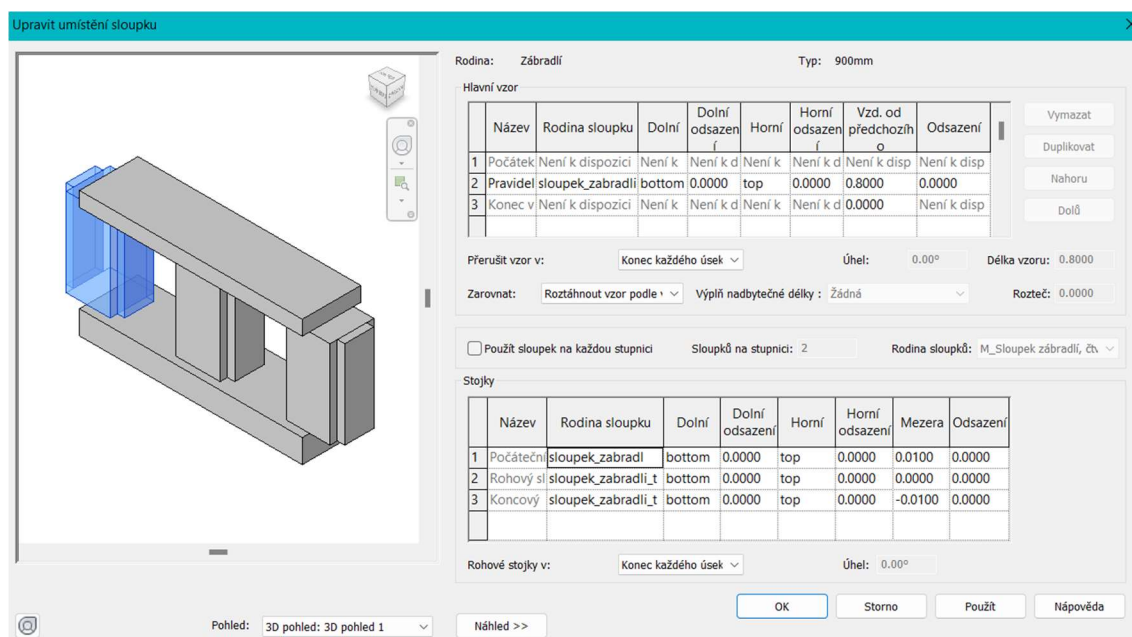 Upravit umístění sloupku
Rodina: Zábradlí Typ: 900mm
Hlavní vzor
Název Rodina sloupku Dolní Dolní odsazení Horní Horní odsazení Vzd. od předchozího Odsazení
1 Počátek Není k dispozici Není k Není k d Není k Není k d Není k disp Není k disp
2 Pravidel sloupek_zabradli bottom 0.0000 top 0.0000 0.8000 0.0000
3 Konec v Není k dispozici Není k Není k d Není k Není k d 0.0000 Není k disp
Vymazat
Duplikovat
Nahoru
Dolů
Přerušit vzor v: Konec každého úsek Úhel: 0.00° Délka vzoru: 0.8000
Zarovnat: Roztáhnout vzor podle Výplň nadbytečné délky : Žádná Rozteč: 0.0000
Použít sloupek na každou stupnici Sloupků na stupnici: 2 Rodina sloupků: M_Sloupek zábradlí, čtv
Stojky
Název Rodina sloupku Dolní Dolní odsazení Horní Horní odsazení Mezera Odsazení
1 Počáteční sloupek_zabradl bottom 0.0000 top 0.0000 0.0100 0.0000
2 Rohový sl sloupek_zabradli_t bottom 0.0000 top 0.0000 0.0000 0.0000
3 Koncový sloupek_zabradli_t bottom 0.0000 top 0.0000 -0.0100 0.0000
Rohové stojky v: Konec každého úsek Úhel: 0.00°
OK Storno Použít Nápověda
Pohled: 3D pohled: 3D pohled 1 Náhled >>